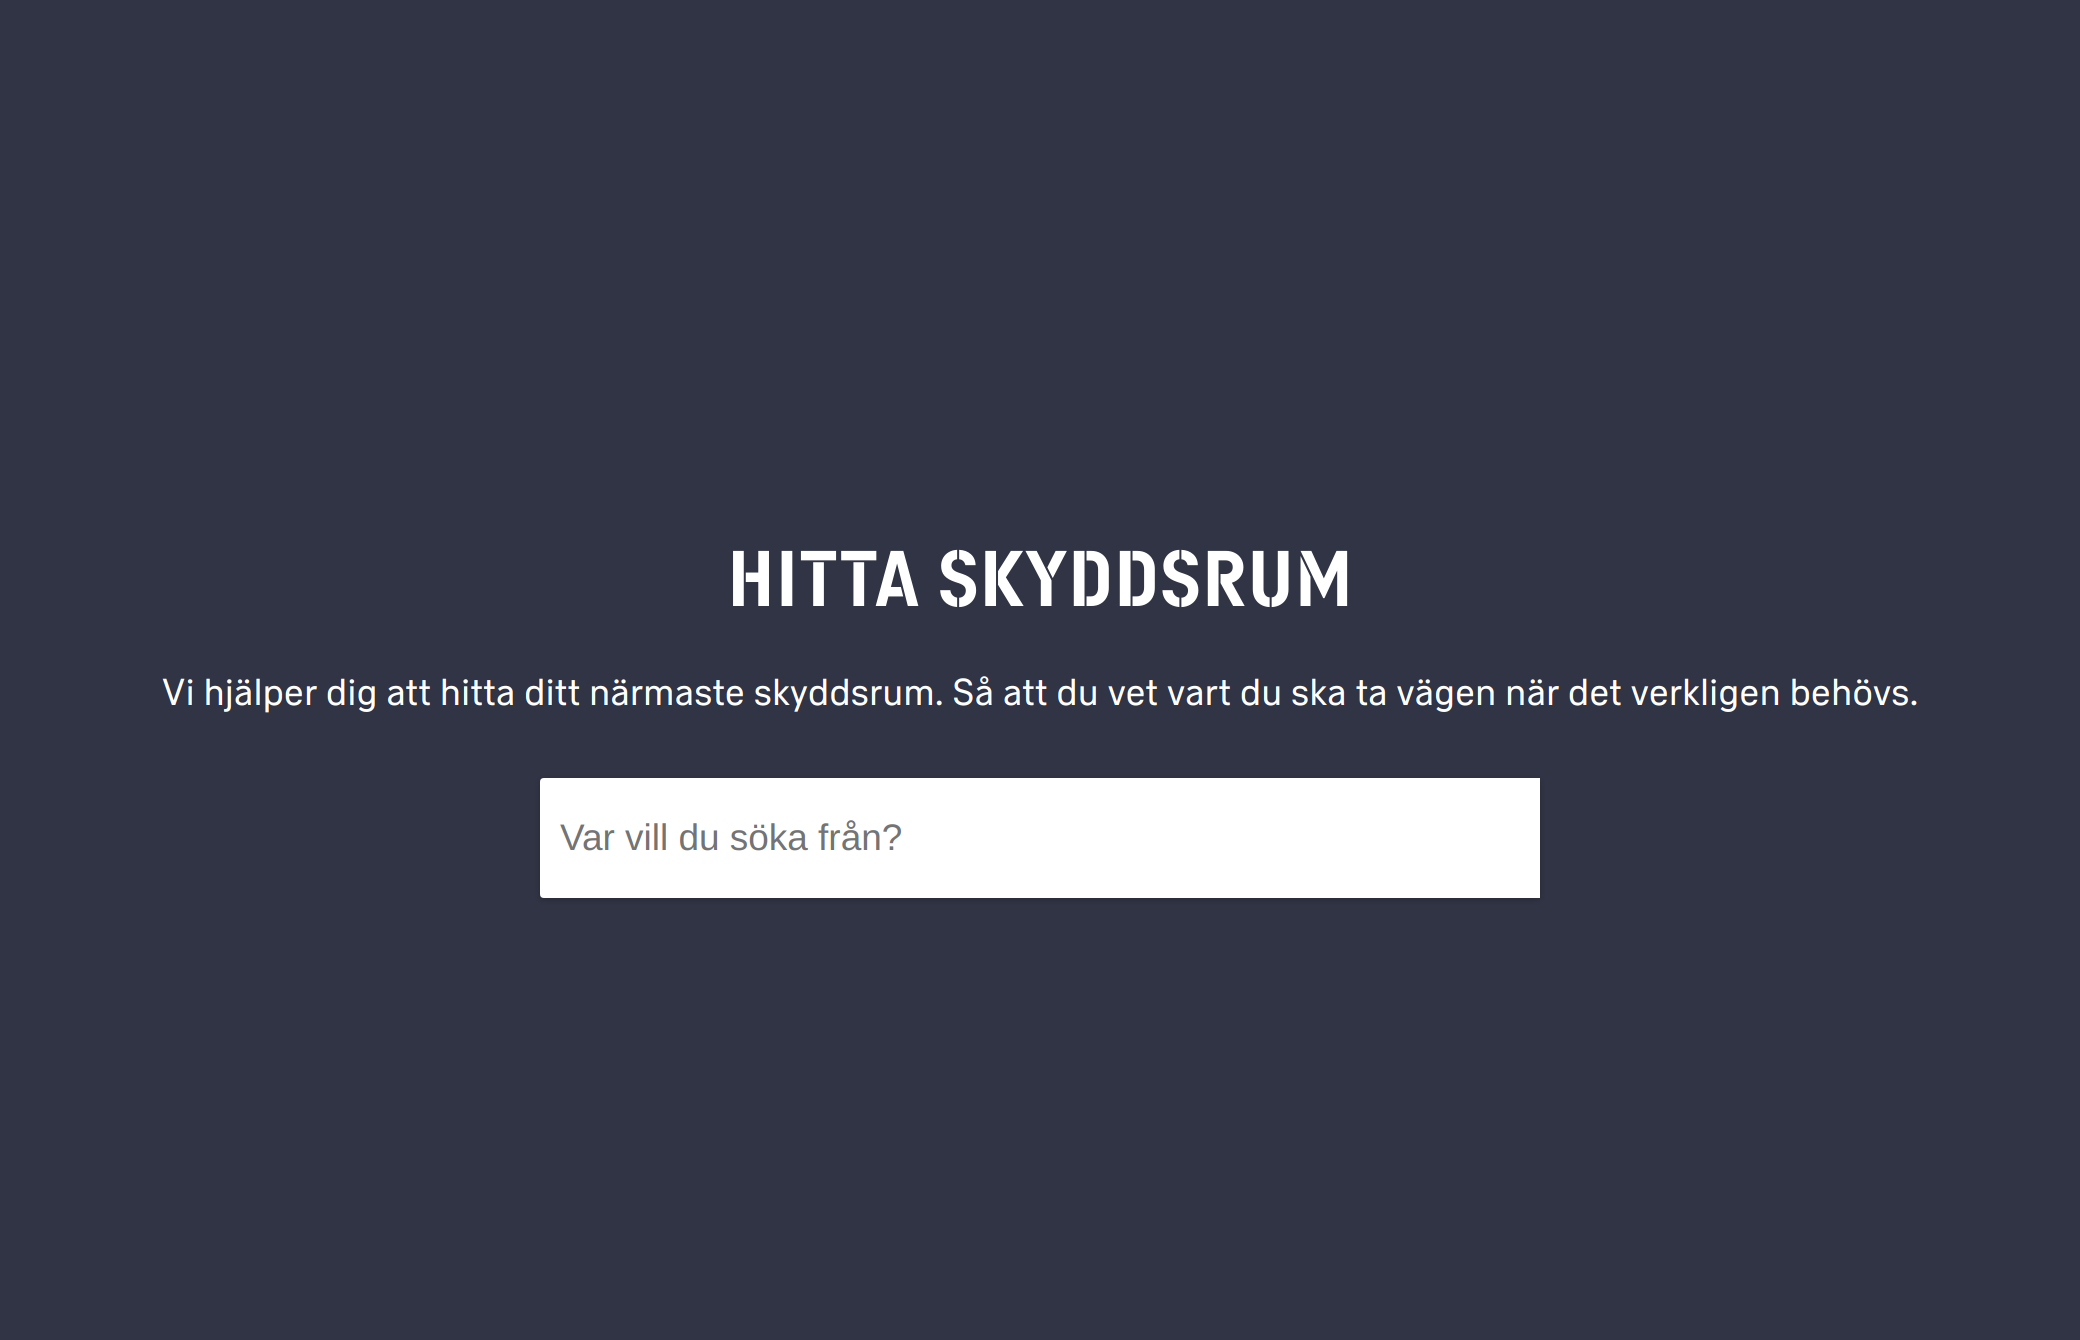 HITTA SKYDDSRUM
Vi hjälper dig att hitta ditt närmaste skyddsrum. Så att du vet vart du ska ta vägen när det verkligen behövs.
Var vill du söka från?